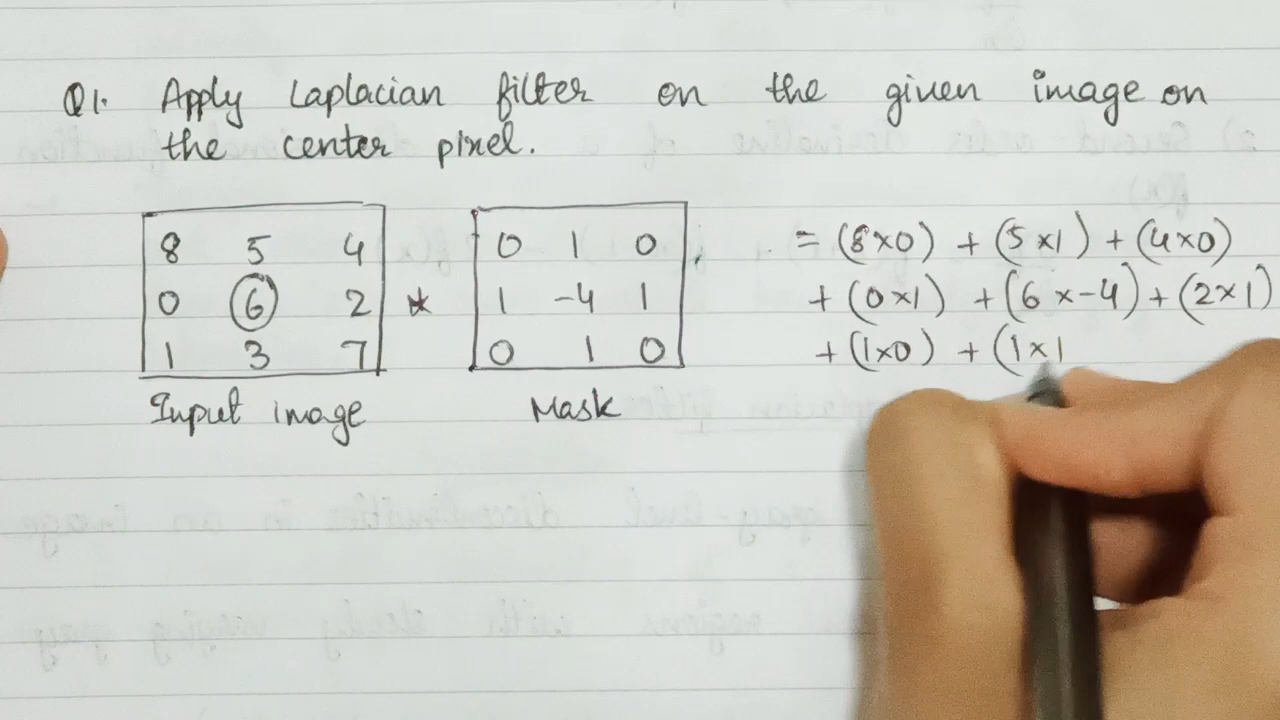 Q1. Apply Laplacian filter on the given image on
the center pixel.
8 5 4
0 6 2
1 3 7
Input image
*
0 1 0
1 -4 1
0 1 0
Mask
= (8×0) + (5×1) + (4×0)
+ (0×1) + (6×-4) + (2×1)
+ (1×0) + (1×1